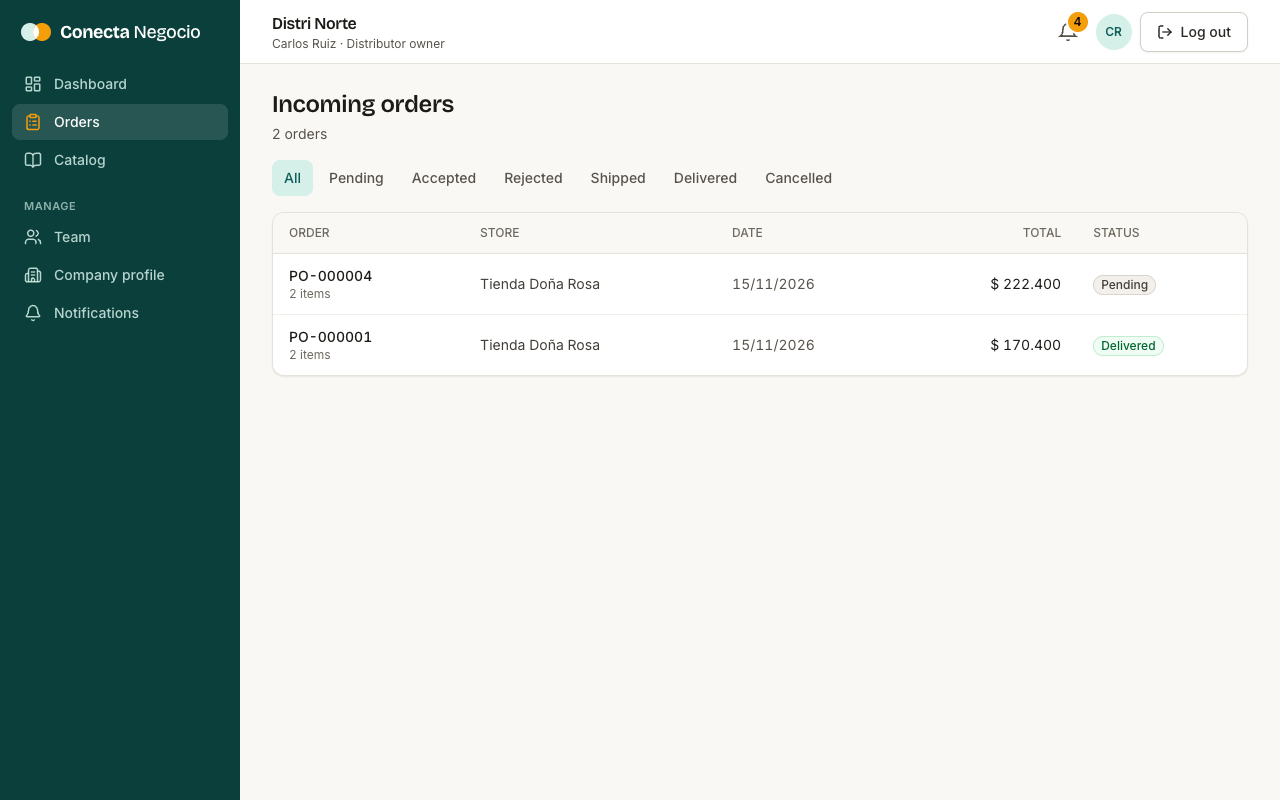 Conecta Negocio
Dashboard
Orders
Catalog
MANAGE
Team
Company profile
Notifications
Distri Norte
Carlos Ruiz · Distributor owner
4
CR
Log out
Incoming orders
2 orders
All Pending Accepted Rejected Shipped Delivered Cancelled
ORDER STORE DATE TOTAL STATUS
PO-000004
2 items
Tienda Doña Rosa 15/11/2026 $ 222.400 Pending
PO-000001
2 items
Tienda Doña Rosa 15/11/2026 $ 170.400 Delivered